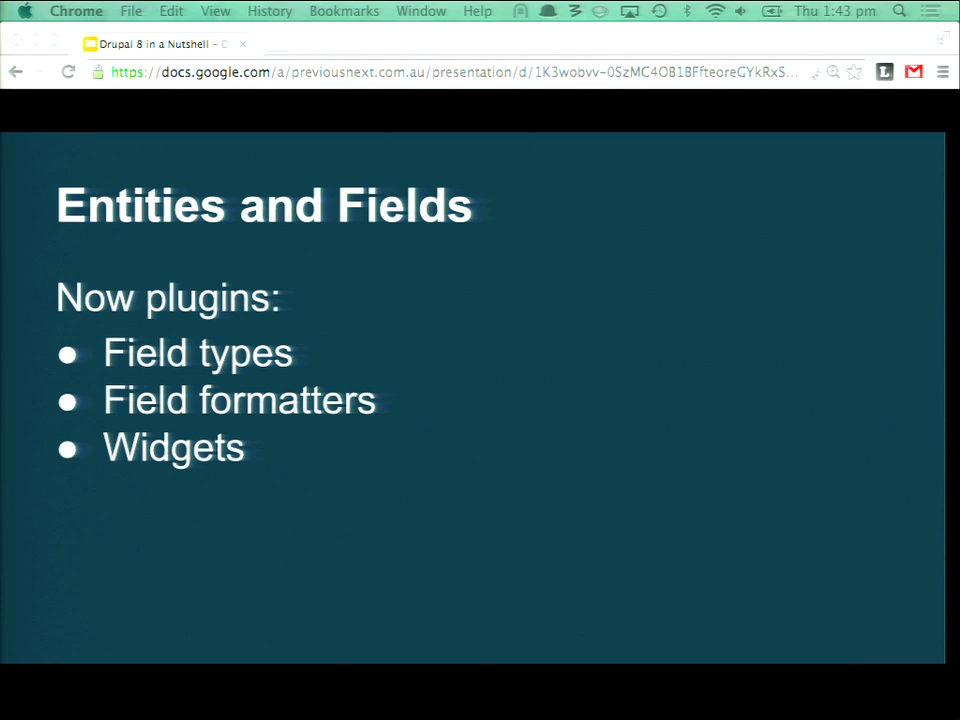 Chrome File Edit View History Bookmarks Window Help Thu 1:43 pm
Drupal 8 in a Nutshell –
https://docs.google.com/a/previousnext.com.au/presentation/d/1K3wobvv-0SzMC4OB1BFfteoreGYkRxS...
Entities and Fields
Now plugins:
● Field types
● Field formatters
● Widgets